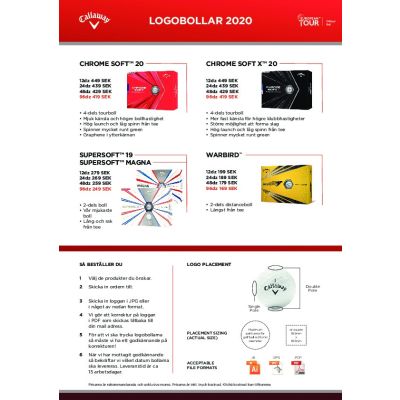 Callaway
LOGOBOLLAR 2020
EUROPEAN
TOUR
CHROME SOFT™ 20
12dz 449 SEK
24dz 439 SEK
48dz 429 SEK
96dz 419 SEK
• 4-dels tourboll
• Mjuk känsla och högre bollhastighet
• Hög launch och låg spinn från tee
• Spinner mycket runt green
• Graphene i ytterkärnan
CHROME SOFT X™ 20
12dz 449 SEK
24dz 439 SEK
48dz 429 SEK
96dz 419 SEK
• 4-dels tourboll
• Mer fast känsla för högre klubbhastigheter
• Större möjlighet att forma slag
• Hög launch och låg spinn från tee
• Spinner mycket runt green
SUPERSOFT™ 19
SUPERSOFT™ MAGNA
12dz 279 SEK
24dz 269 SEK
48dz 259 SEK
96dz 249 SEK
• 2-dels boll
• Vår mjukaste
boll
• Lång och rak
från tee
WARBIRD™
12dz 199 SEK
24dz 189 SEK
48dz 179 SEK
96dz 169 SEK
• 2-dels distanceboll
• Längst från tee
SÅ BESTÄLLER DU
1 Välj de produkter du önskar.
2 Skicka in ordern till
3 Skicka in loggan i JPG eller
i något av nedan format.
4 Vi gör ett korrektur på loggan
i PDF som skickas tillbaka till
din mail adress.
5 För att vi ska trycka logobollarna
så måste vi ha ett godkännande
på korrekturen!
6 När vi har mottagit godkännande
så bekräftar vi vilket datum bollarna
ska levereras. Leveranstid är ca
15 arbetsdagar.
LOGO PLACEMENT
Callaway
Single
Pole
Double
Pole
PLACEMENT SIZING
ACCEPTABLE
FILE FORMATS
Ai
JPG
PDF